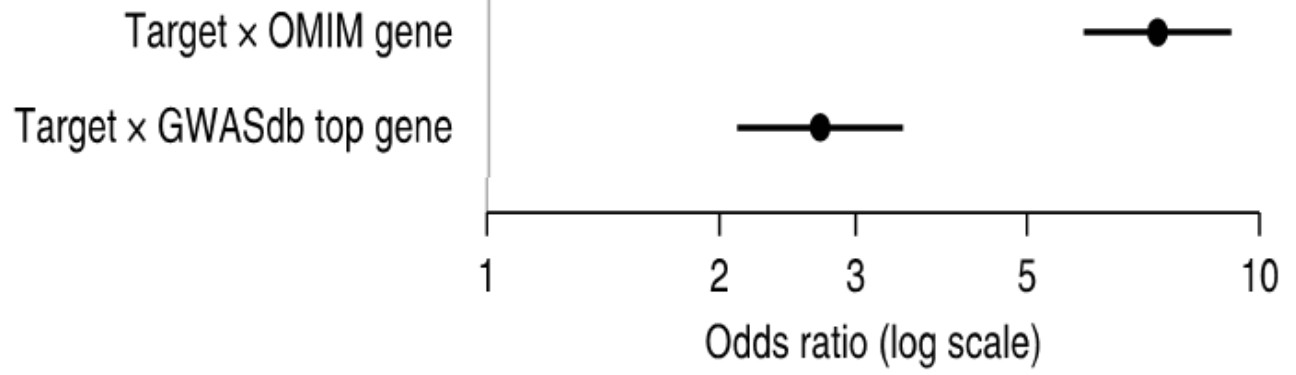 Target × OMIM gene
Target × GWASdb top gene
1 2 3 5 10
Odds ratio (log scale)